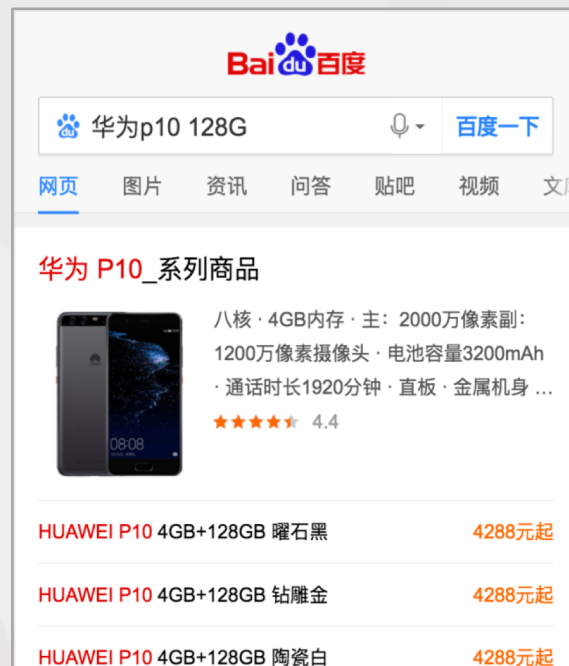 Baidu百度
du 华为p10 128G 百度一下
网页 图片 资讯 问答 贴吧 视频 文
华为 P10_系列商品
八核 · 4GB内存 · 主：2000万像素副：
1200万像素摄像头 · 电池容量3200mAh
· 通话时长1920分钟 · 直板 · 金属机身 ...
4.4
08:08
HUAWEI P10 4GB+128GB 曜石黑 4288元起
HUAWEI P10 4GB+128GB 钻雕金 4288元起
HUAWEI P10 4GB+128GB 陶瓷白 4288元起